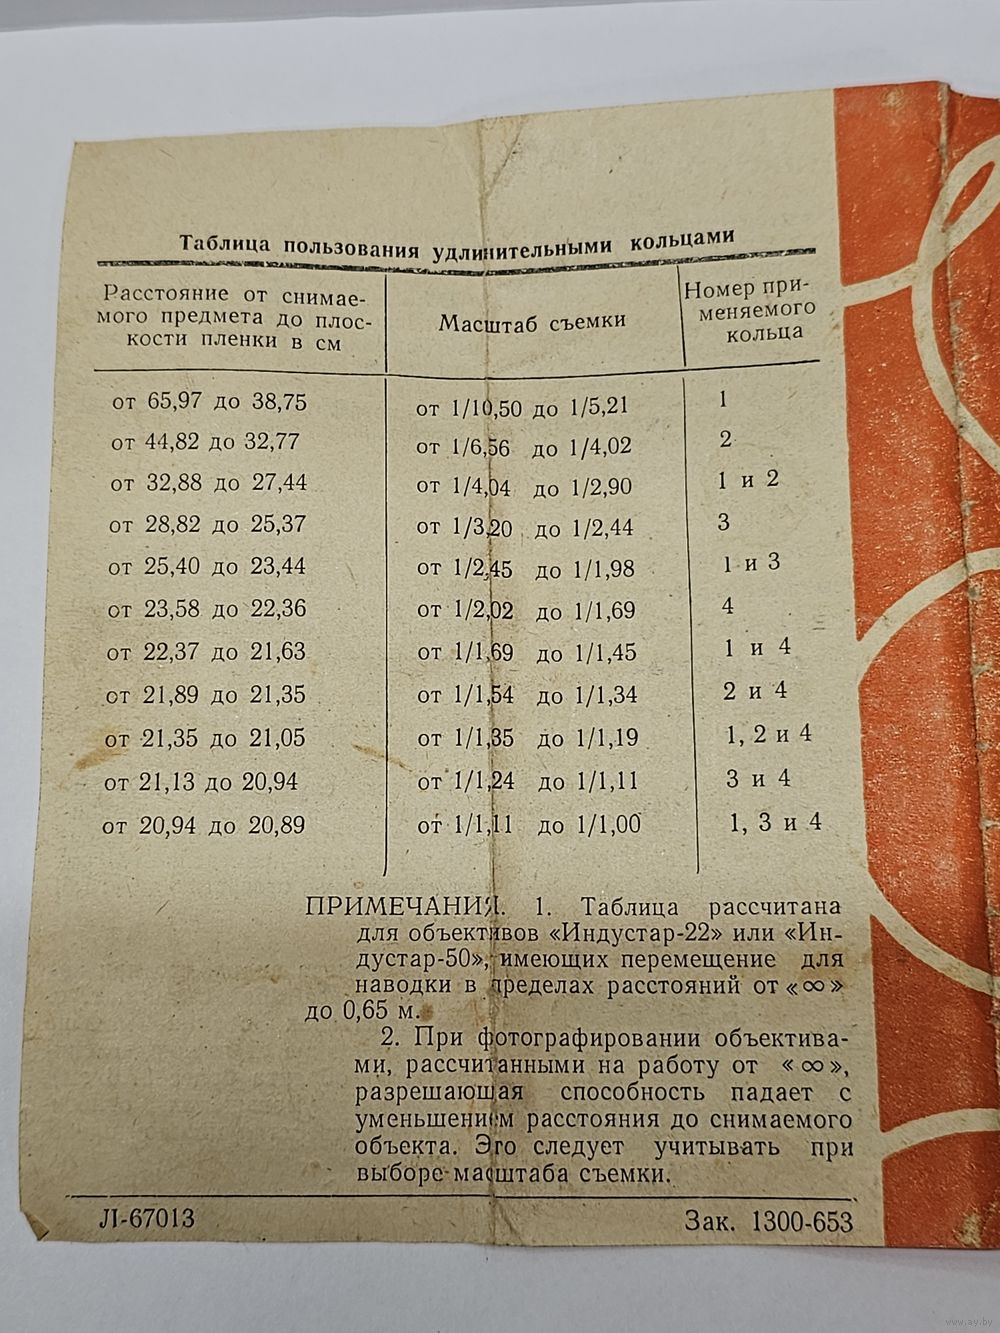 Таблица пользования удлинительными кольцами
Расстояние от снимае-
мого предмета до плос-
кости пленки в см
Масштаб съемки
Номер при-
меняемого
кольца
от 65,97 до 38,75 от 1/10,50 до 1/5,21 1
от 44,82 до 32,77 от 1/6,56 до 1/4,02 2
от 32,88 до 27,44 от 1/4,04 до 1/2,90 1 и 2
от 28,82 до 25,37 от 1/3,20 до 1/2,44 3
от 25,40 до 23,44 от 1/2,45 до 1/1,98 1 и 3
от 23,58 до 22,36 от 1/2,02 до 1/1,69 4
от 22,37 до 21,63 от 1/1,69 до 1/1,45 1 и 4
от 21,89 до 21,35 от 1/1,54 до 1/1,34 2 и 4
от 21,35 до 21,05 от 1/1,35 до 1/1,19 1, 2 и 4
от 21,13 до 20,94 от 1/1,24 до 1/1,11 3 и 4
от 20,94 до 20,89 от 1/1,11 до 1/1,00 1, 3 и 4
ПРИМЕЧАНИЯ. 1. Таблица рассчитана
для объективов «Индустар-22» или «Ин-
дустар-50», имеющих перемещение для
наводки в пределах расстояний от «∞»
до 0,65 м.
2. При фотографировании объектива-
ми, рассчитанными на работу от «∞»,
разрешающая способность падает с
уменьшением расстояния до снимаемого
объекта. Это следует учитывать при
выборе масштаба съемки.
Л-67013 Зак. 1300-653
www.ay.by